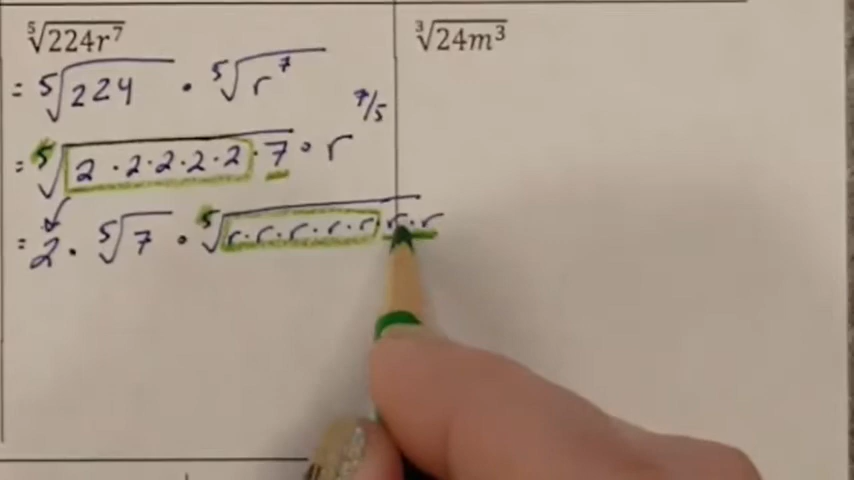 ⁵√224r⁷
= ⁵√224 · ⁵√r⁷
= ⁵√2·2·2·2·2·7 · r^7/5
= 2 · ⁵√7 · ⁵√r·r·r·r·r·r·r
³√24m³